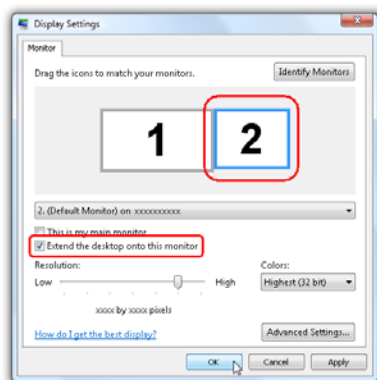 Display Settings
Monitor
Drag the icons to match your monitors.
Identify Monitors
1
2
2. (Default Monitor) on xxxxxxxxxx
This is my main monitor
Extend the desktop onto this monitor
Resolution:
Colors:
Low
High
Highest (32 bit)
xxxx by xxxx pixels
How do I get the best display?
Advanced Settings...
OK
Cancel
Apply